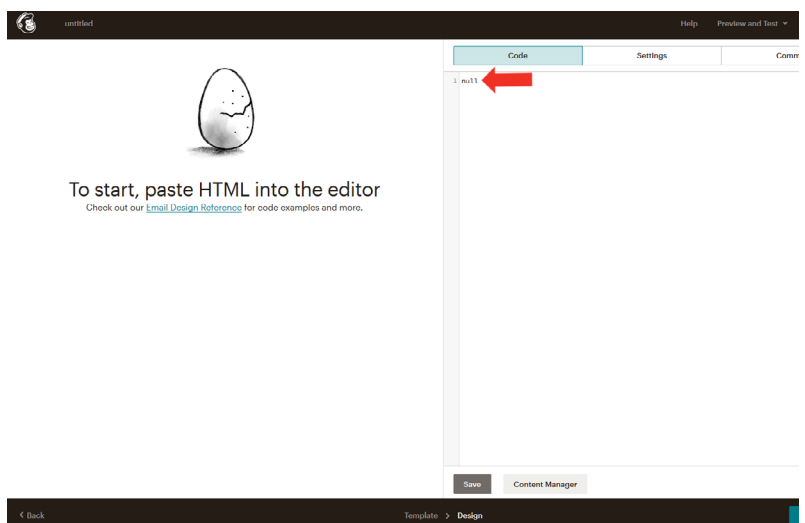 untitled
Help Preview and Test
Code Settings Comm
1 null
To start, paste HTML into the editor
Check out our Email Design Reference for code examples and more.
Save Content Manager
< Back Template > Design